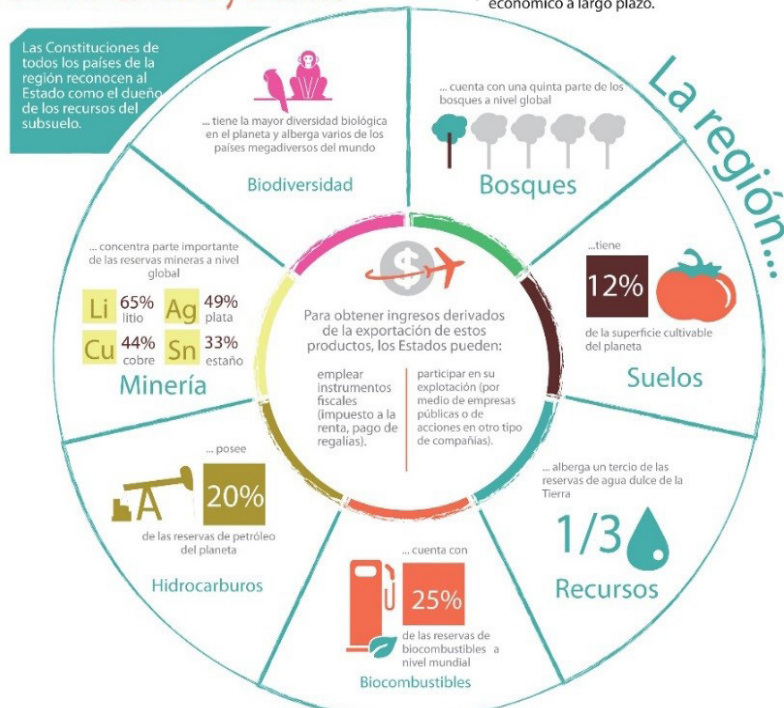 económico a largo plazo.
Las Constituciones de
todos los países de la
región reconocen al
Estado como el dueño
de los recursos del
subsuelo.
La región...
... tiene la mayor diversidad biológica
en el planeta y alberga varios de los
países megadiversos del mundo
Biodiversidad
... cuenta con una quinta parte de los
bosques a nivel global
Bosques
...tiene
12%
de la superficie cultivable
del planeta
Suelos
... alberga un tercio de las
reservas de agua dulce de la
Tierra
1/3
Recursos
... cuenta con
25%
de las reservas de
biocombustibles a
nivel mundial
Biocombustibles
... posee
20%
de las reservas de petróleo
del planeta
Hidrocarburos
... concentra parte importante
de las reservas mineras a nivel
global
Li 65% litio
Ag 49% plata
Cu 44% cobre
Sn 33% estaño
Minería
$
Para obtener ingresos derivados
de la exportación de estos
productos, los Estados pueden:
emplear
instrumentos
fiscales
(impuesto a la
renta, pago de
regalías).
participar en su
explotación (por
medio de empresas
públicas o de
acciones en otro tipo
de compañías).